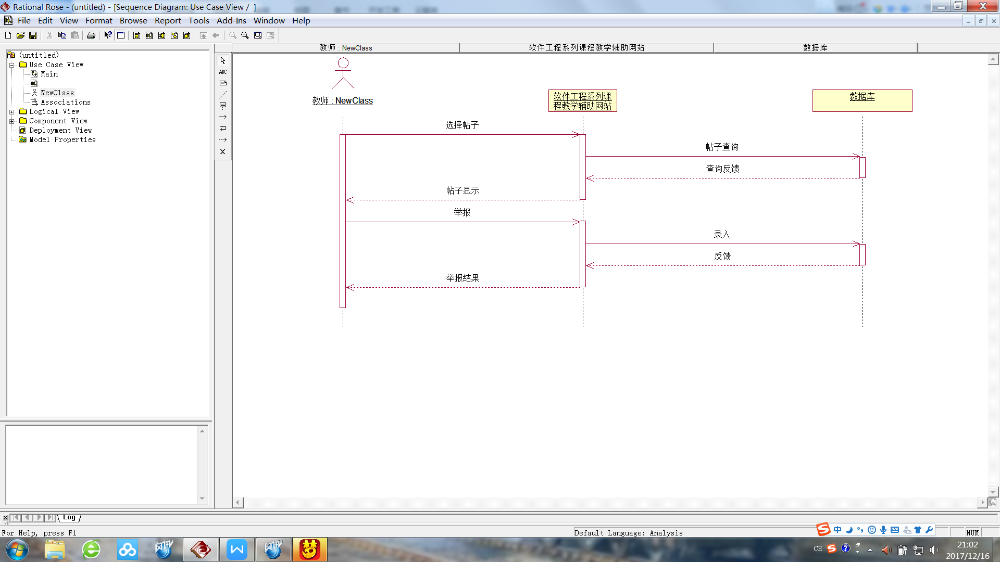 Rational Rose - (untitled) - [Sequence Diagram: Use Case View /  ]
File Edit View Format Browse Report Tools Add-Ins Window Help
教师 : NewClass
软件工程系列课程教学辅助网站
数据库
(untitled)
Use Case View
Main
NewClass
Associations
Logical View
Component View
Deployment View
Model Properties
ABC
教师 : NewClass
软件工程系列课
程教学辅助网站
数据库
选择帖子
帖子查询
查询反馈
帖子显示
举报
录入
反馈
举报结果
Log
For Help, press F1
Default Language: Analysis
中
NUM
CH
21:02
2017/12/16